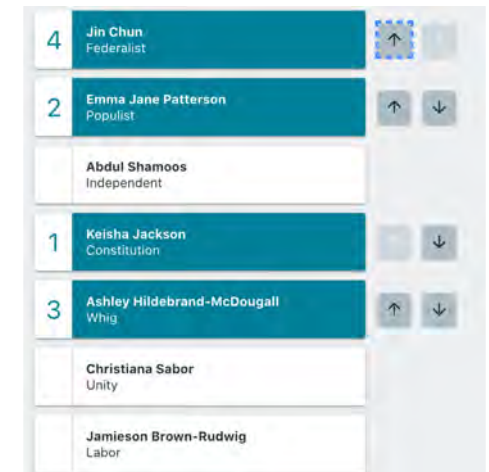 4
Jin Chun
Federalist
2
Emma Jane Patterson
Populist
Abdul Shamoos
Independent
1
Keisha Jackson
Constitution
3
Ashley Hildebrand-McDougall
Whig
Christiana Sabor
Unity
Jamieson Brown-Rudwig
Labor